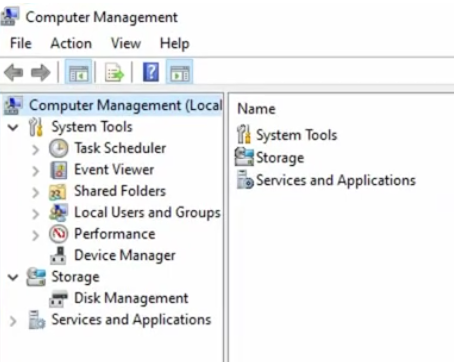 Computer Management
File Action View Help
Computer Management (Local
System Tools
Task Scheduler
Event Viewer
Shared Folders
Local Users and Groups
Performance
Device Manager
Storage
Disk Management
Services and Applications
Name
System Tools
Storage
Services and Applications